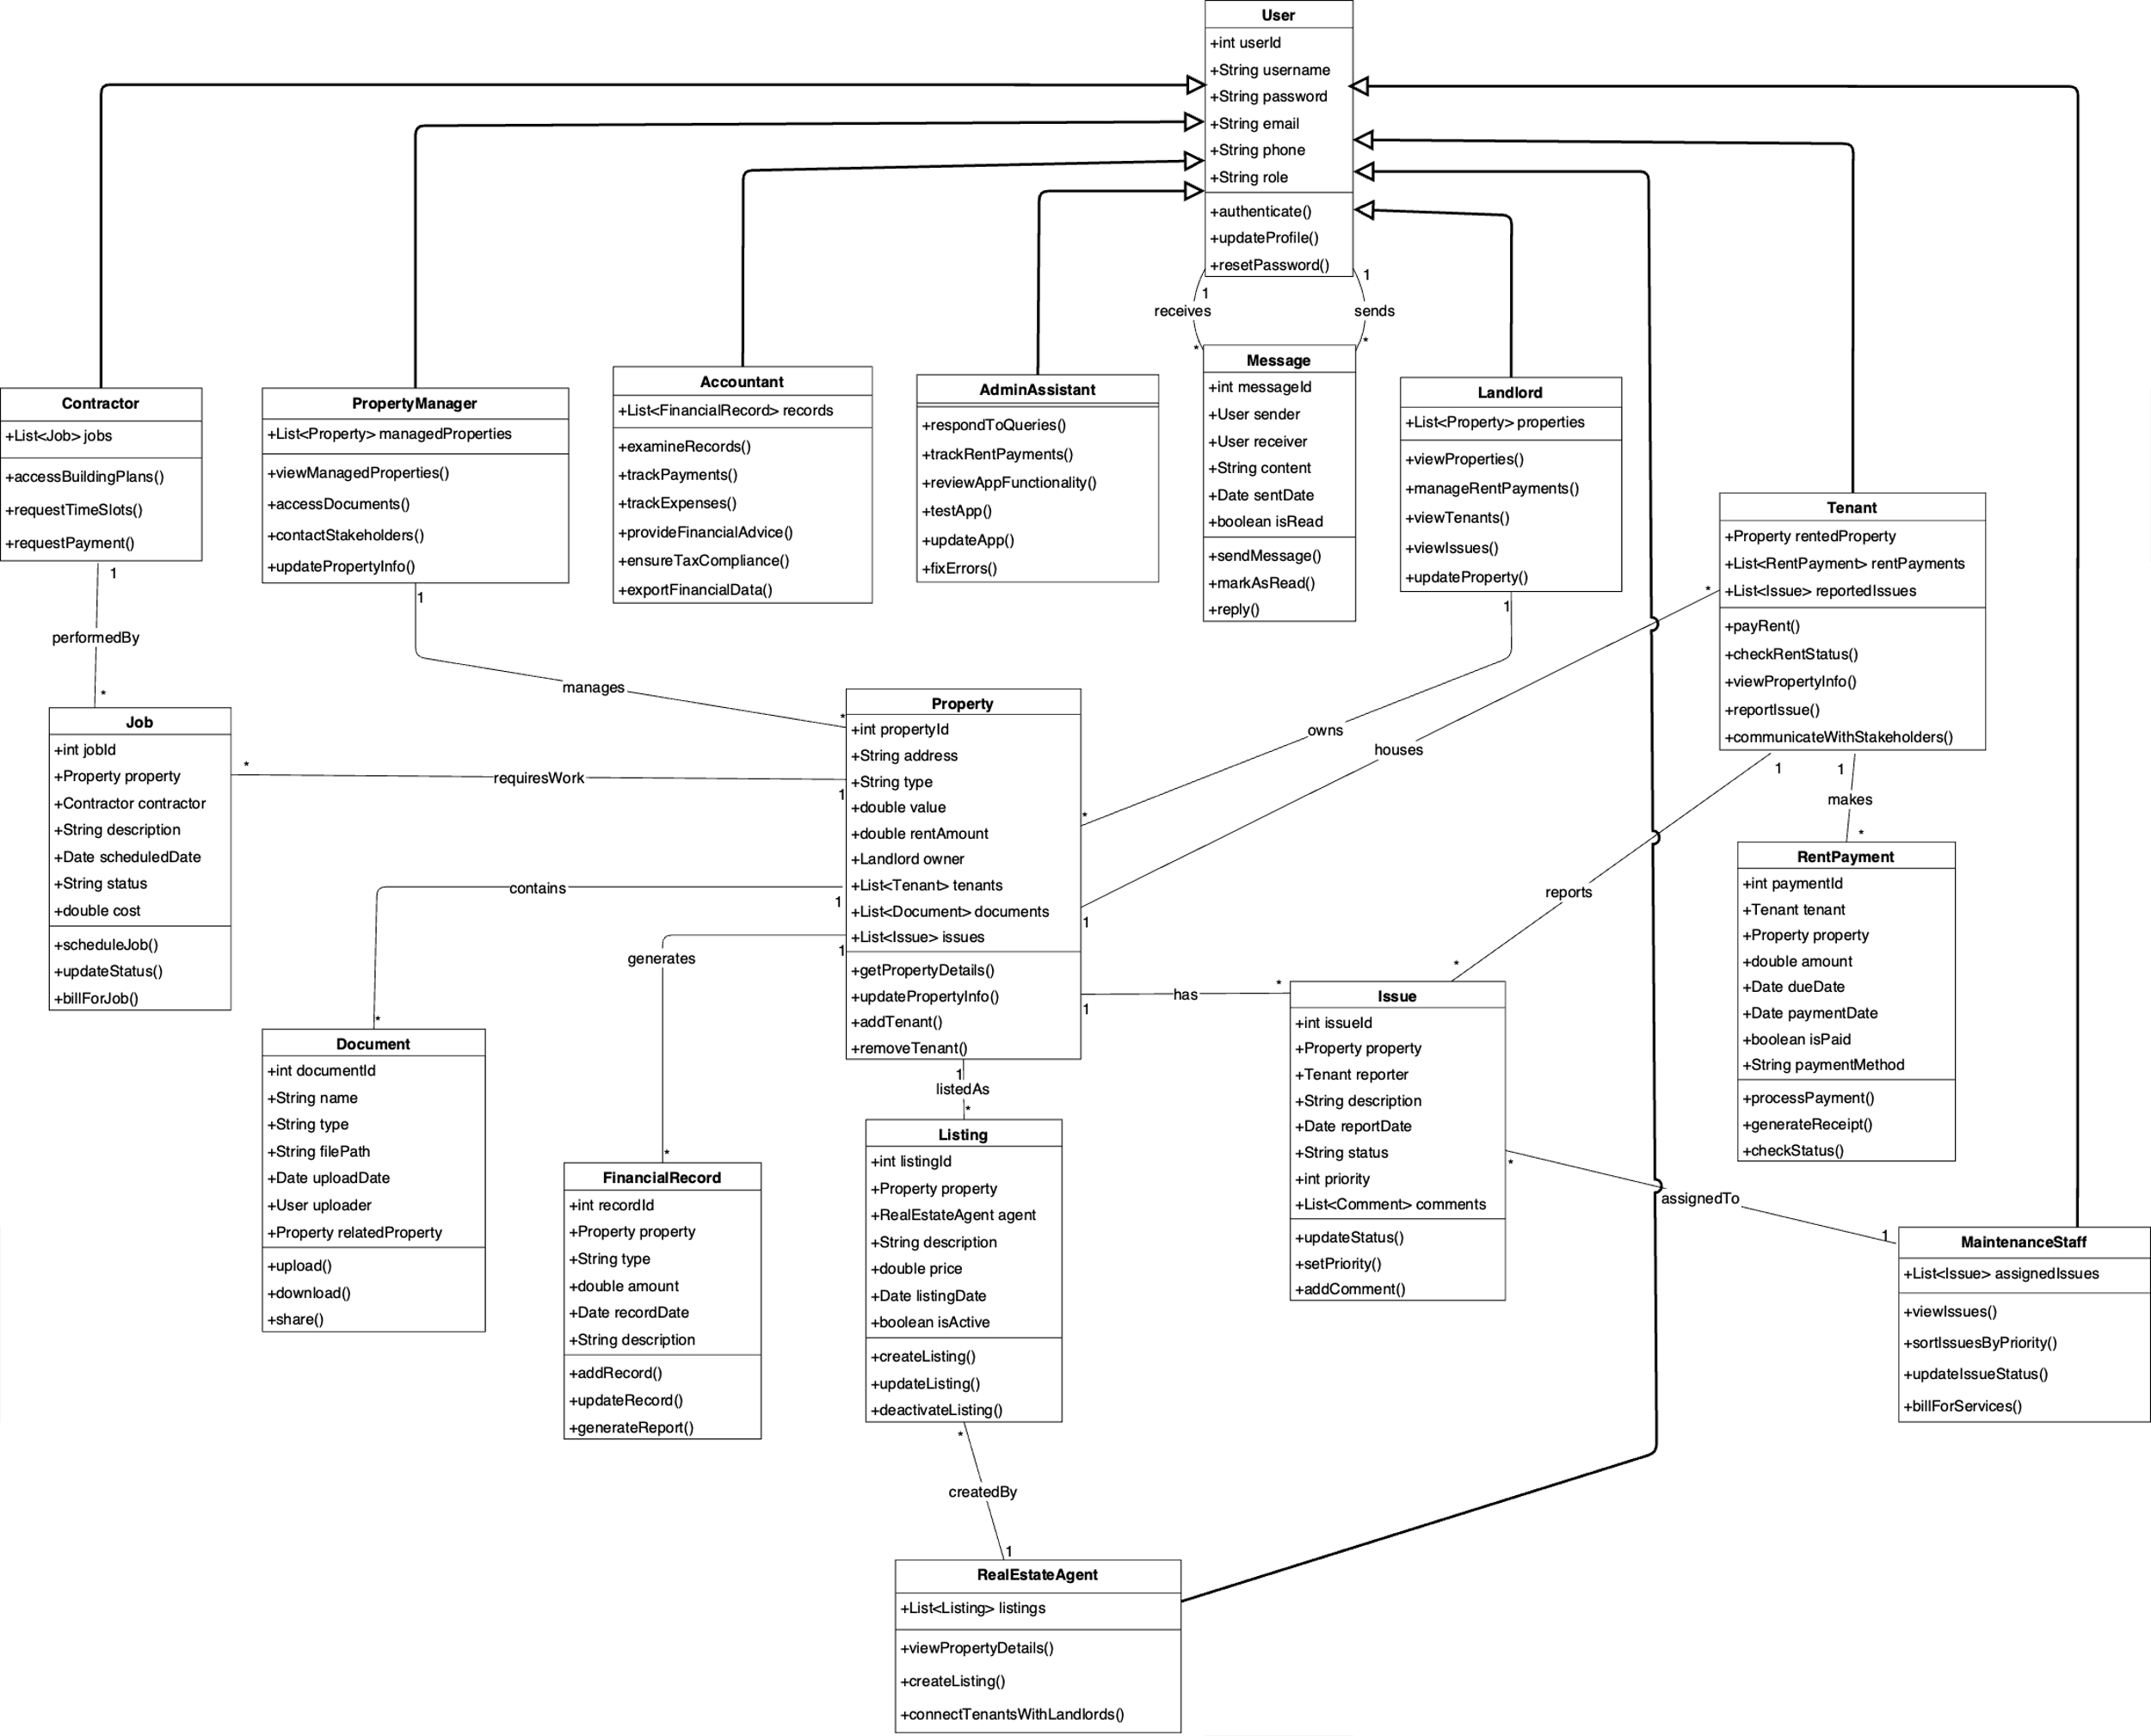 User
+int userId
+String username
+String password
+String email
+String phone
+String role
+authenticate()
+updateProfile()
+resetPassword()
1
receives
*
1
sends
*
Contractor
+List<Job> jobs
+accessBuildingPlans()
+requestTimeSlots()
+requestPayment()
PropertyManager
+List<Property> managedProperties
+viewManagedProperties()
+accessDocuments()
+contactStakeholders()
+updatePropertyInfo()
Accountant
+List<FinancialRecord> records
+examineRecords()
+trackPayments()
+trackExpenses()
+provideFinancialAdvice()
+ensureTaxCompliance()
+exportFinancialData()
AdminAssistant
+respondToQueries()
+trackRentPayments()
+reviewAppFunctionality()
+testApp()
+updateApp()
+fixErrors()
Message
+int messageId
+User sender
+User receiver
+String content
+Date sentDate
+boolean isRead
+sendMessage()
+markAsRead()
+reply()
Landlord
+List<Property> properties
+viewProperties()
+manageRentPayments()
+viewTenants()
+viewIssues()
+updateProperty()
Tenant
+Property rentedProperty
+List<RentPayment> rentPayments
+List<Issue> reportedIssues
+payRent()
+checkRentStatus()
+viewPropertyInfo()
+reportIssue()
+communicateWithStakeholders()
1
performedBy
*
1
manages
*
1
owns
*
*
houses
1
Job
+int jobId
+Property property
+Contractor contractor
+String description
+Date scheduledDate
+String status
+double cost
+scheduleJob()
+updateStatus()
+billForJob()
*
requiresWork
1
Property
+int propertyId
+String address
+String type
+double value
+double rentAmount
+Landlord owner
+List<Tenant> tenants
+List<Document> documents
+List<Issue> issues
+getPropertyDetails()
+updatePropertyInfo()
+addTenant()
+removeTenant()
1
reports
*
1
makes
*
RentPayment
+int paymentId
+Tenant tenant
+Property property
+double amount
+Date dueDate
+Date paymentDate
+boolean isPaid
+String paymentMethod
+processPayment()
+generateReceipt()
+checkStatus()
contains
1
*
generates
1
*
1
has
*
1
listedAs
*
Document
+int documentId
+String name
+String type
+String filePath
+Date uploadDate
+User uploader
+Property relatedProperty
+upload()
+download()
+share()
FinancialRecord
+int recordId
+Property property
+String type
+double amount
+Date recordDate
+String description
+addRecord()
+updateRecord()
+generateReport()
Listing
+int listingId
+Property property
+RealEstateAgent agent
+String description
+double price
+Date listingDate
+boolean isActive
+createListing()
+updateListing()
+deactivateListing()
Issue
+int issueId
+Property property
+Tenant reporter
+String description
+Date reportDate
+String status
+int priority
+List<Comment> comments
+updateStatus()
+setPriority()
+addComment()
*
assignedTo
1
MaintenanceStaff
+List<Issue> assignedIssues
+viewIssues()
+sortIssuesByPriority()
+updateIssueStatus()
+billForServices()
*
createdBy
1
RealEstateAgent
+List<Listing> listings
+viewPropertyDetails()
+createListing()
+connectTenantsWithLandlords()